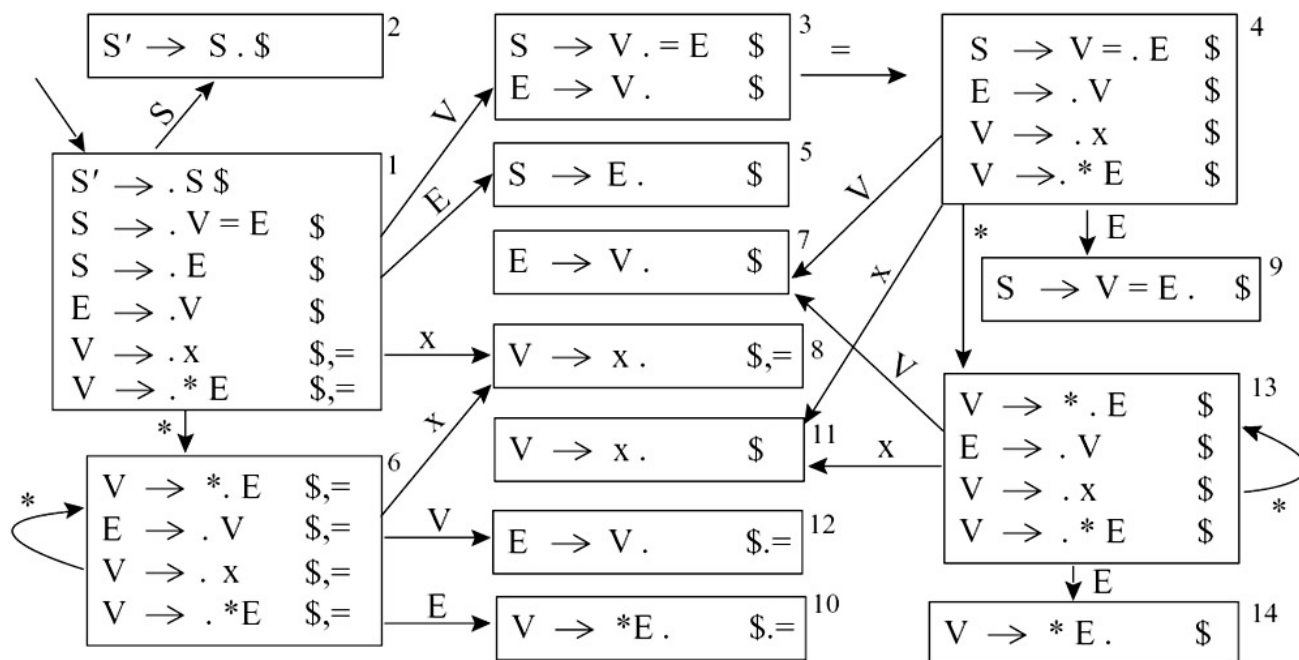 2
S′ → S . $
S
1
S′ → . S $
S → . V = E $
S → . E $
E → .V $
V → .x $,=
V → .* E $,=
V
E
x
*
3
S → V . = E $
E → V . $
=
4
S → V = . E $
E → . V $
V → . x $
V → . * E $
5
S → E . $
7
E → V . $
V
x
*
E
9
S → V = E . $
8
V → x . $,=
11
V → x . $
6
V → *. E $,=
E → . V $,=
V → . x $,=
V → . *E $,=
*
x
V
E
12
E → V . $.=
10
V → *E . $.=
13
V → * . E $
E → . V $
V → . x $
V → . * E $
V
x
*
E
14
V → * E . $